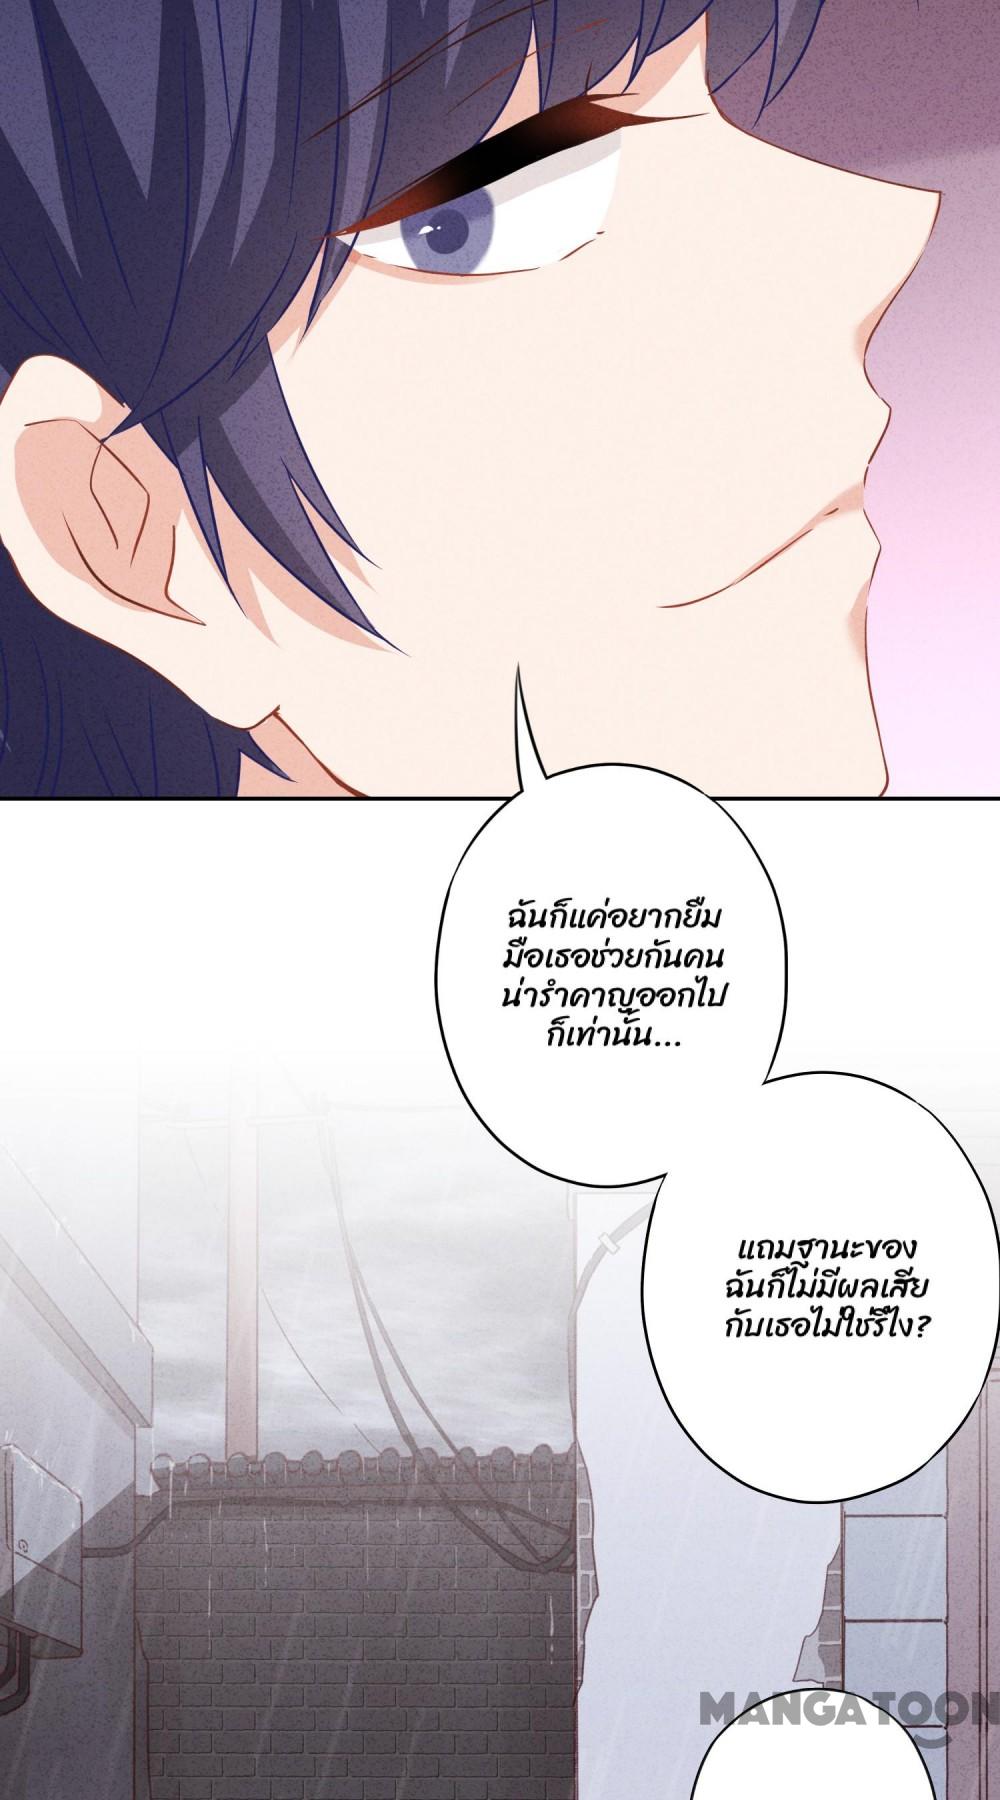 ฉันก็แค่อยากยืม
มือเธอช่วยกันคน
น่ารำคาญออกไป
ก็เท่านั้น...
แถมฐานะของ
ฉันก็ไม่มีผลเสีย
กับเธอไม่ใช่รึไง?
MANGATOON